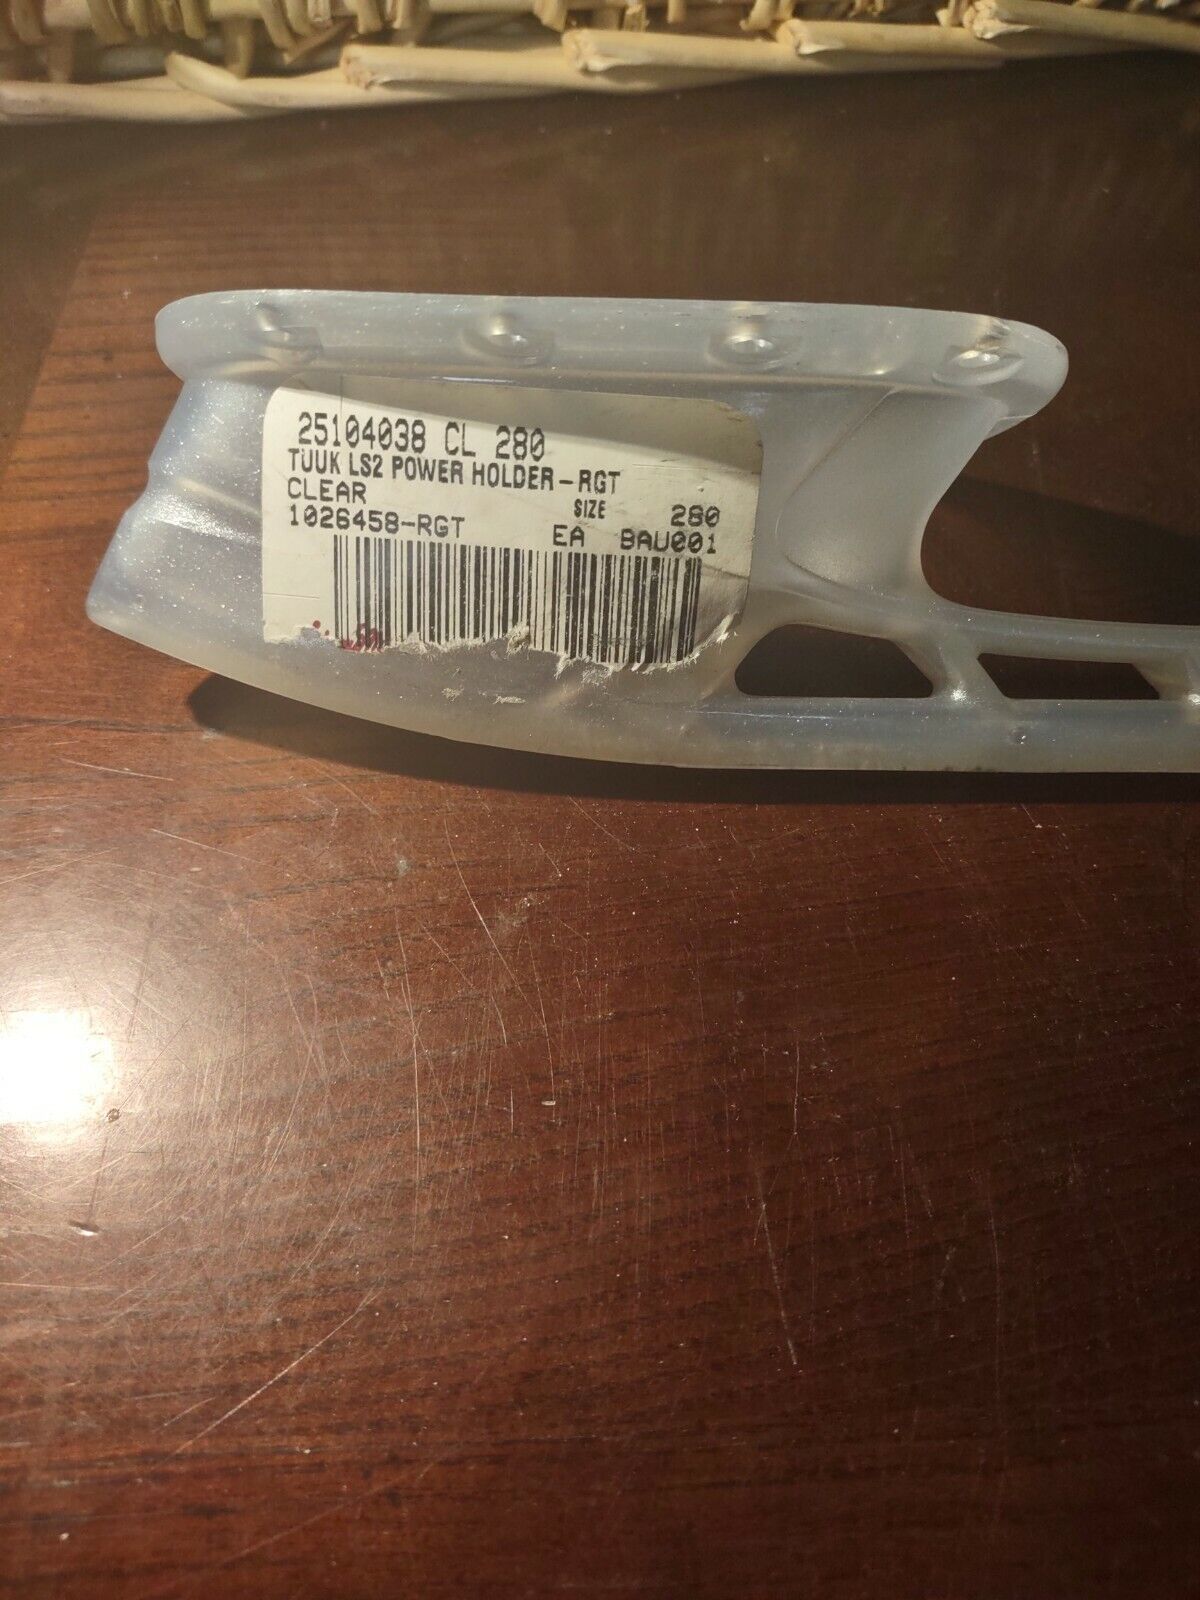 25104038 CL 280
TUUK LS2 POWER HOLDER-RGT
CLEAR SIZE 280
1026458-RGT EA BAU001